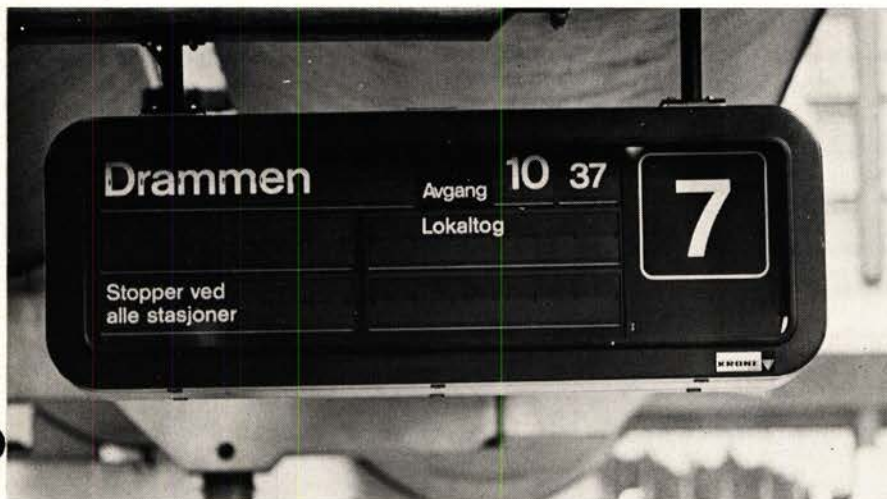 Drammen
Avgang 10 37
7
Lokaltog
Stopper ved
alle stasjoner
KRONE